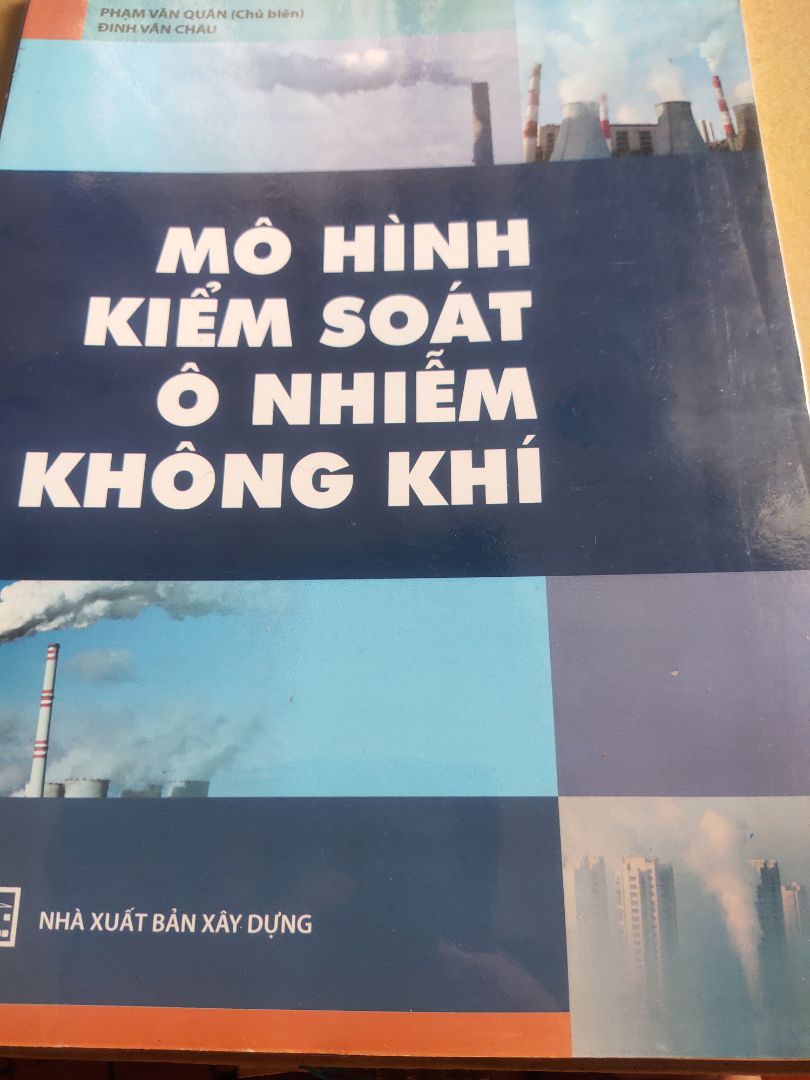 PHẠM VĂN QUÂN (Chủ biên)
ĐINH VĂN CHÂU
MÔ HÌNH
KIỂM SOÁT
Ô NHIỄM
KHÔNG KHÍ
NHÀ XUẤT BẢN XÂY DỰNG